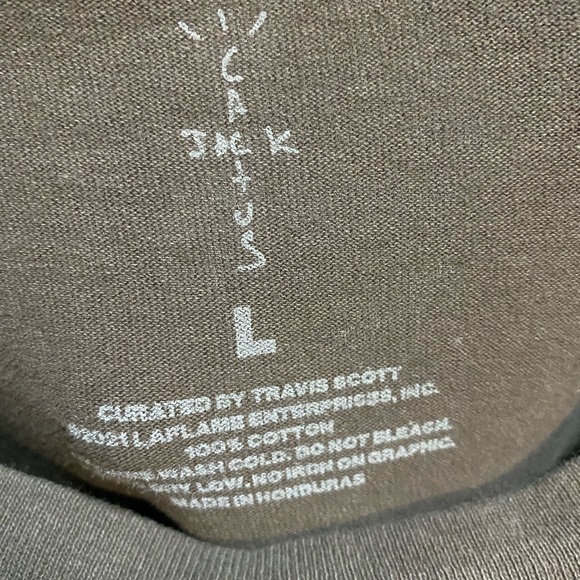 CACTUS
JACK
L
CURATED BY TRAVIS SCOTT
©2021 LAFLAME ENTERPRISES, INC.
100% COTTON
WASH COLD. DO NOT BLEACH.
LOW. NO IRON ON GRAPHIC.
MADE IN HONDURAS